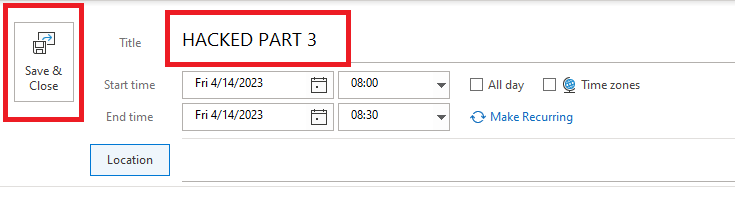 Save &
Close
Title
HACKED PART 3
Start time
Fri 4/14/2023
08:00
All day
Time zones
End time
Fri 4/14/2023
08:30
Make Recurring
Location